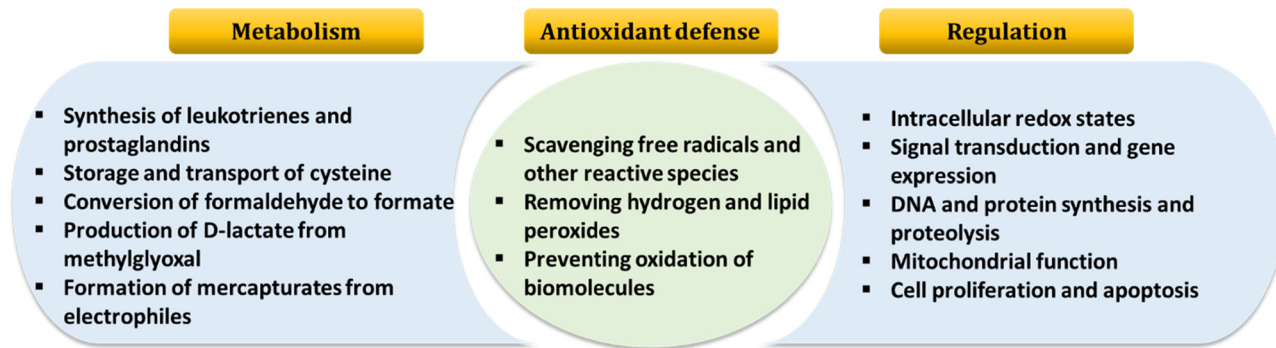 Metabolism
▪ Synthesis of leukotrienes and
prostaglandins
▪ Storage and transport of cysteine
▪ Conversion of formaldehyde to formate
▪ Production of D-lactate from
methylglyoxal
▪ Formation of mercapturates from
electrophiles
Antioxidant defense
▪ Scavenging free radicals and
other reactive species
▪ Removing hydrogen and lipid
peroxides
▪ Preventing oxidation of
biomolecules
Regulation
▪ Intracellular redox states
▪ Signal transduction and gene
expression
▪ DNA and protein synthesis and
proteolysis
▪ Mitochondrial function
▪ Cell proliferation and apoptosis